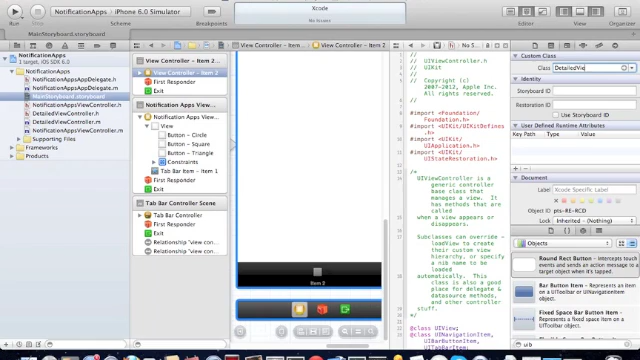 Xcode
No Issues
NotificationApps
iPhone 6.0 Simulator
Run
Stop
Scheme
Breakpoints
Editor
View
Organizer
MainStoryboard.storyboard
View Controller - Item 2
UIViewController.h
NotificationApps
1 target, iOS SDK 6.0
NotificationApps
NotificationAppsAppDelegate.h
NotificationAppsAppDelegate.m
MainStoryboard.storyboard
NotificationAppsViewController.h
DetailedViewController.h
DetailedViewController.m
NotificationAppsViewController.m
Supporting Files
Frameworks
Products
View Controller - Item 2 ...
View Controller - Item 2
First Responder
Exit
Notification Apps View...
Notification Apps View...
View
Button - Circle
Button - Square
Button - Triangle
Constraints
Tab Bar Item - Item 1
First Responder
Exit
Tab Bar Controller Scene
Tab Bar Controller
First Responder
Exit
Relationship "view con...
Relationship "view con...
Item 2
//
// UIViewController.h
// UIKit
//
// Copyright (c)
2007-2012, Apple Inc.
All rights reserved.
//
#import <Foundation/
Foundation.h>
#import <UIKit/UIKitDefines
.h>
#import <UIKit/
UIApplication.h>
#import <UIKit/
UIStateRestoration.h>
/*
UIViewController is a
generic controller
base class that
manages a view. It
has methods that are
called
when a view appears or
disappears.
Subclasses can override -
loadView to create
their custom view
hierarchy, or specify
a nib name to be
loaded
automatically. This
class is also a good
place for delegate &
datasource methods,
and other controller
stuff.
*/
@class UIView;
@class UINavigationItem,
UIBarButtonItem,
UITabBarItem;
Custom Class
Class
DetailedVie
Identity
Storyboard ID
Restoration ID
Use Storyboard ID
User Defined Runtime Attributes
Key Path
Type
Value
Document
Label
Xcode Specific Label
Object ID
pts-RE-RCD
Lock
Inherited - (Nothing)
Objects
Round Rect Button - Intercepts touch
events and sends an action message to a
target object when it's tapped.
Bar Button Item - Represents an item
on a UIToolbar or UINavigationItem
object.
Fixed Space Bar Button Item -
Represents a fixed space item on a
UIToolbar object.